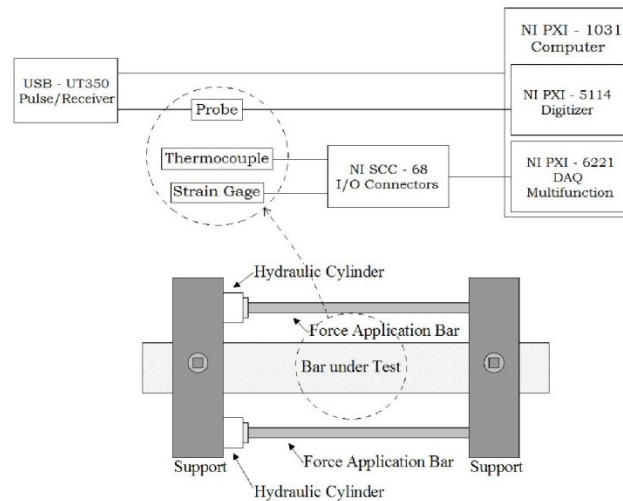 NI PXI - 1031
Computer
USB - UT350
Pulse/Receiver
NI PXI - 5114
Digitizer
Probe
Thermocouple
Strain Gage
NI SCC - 68
I/O Connectors
NI PXI - 6221
DAQ
Multifunction
Hydraulic Cylinder
Force Application Bar
Bar under Test
Support
Force Application Bar
Support
Hydraulic Cylinder